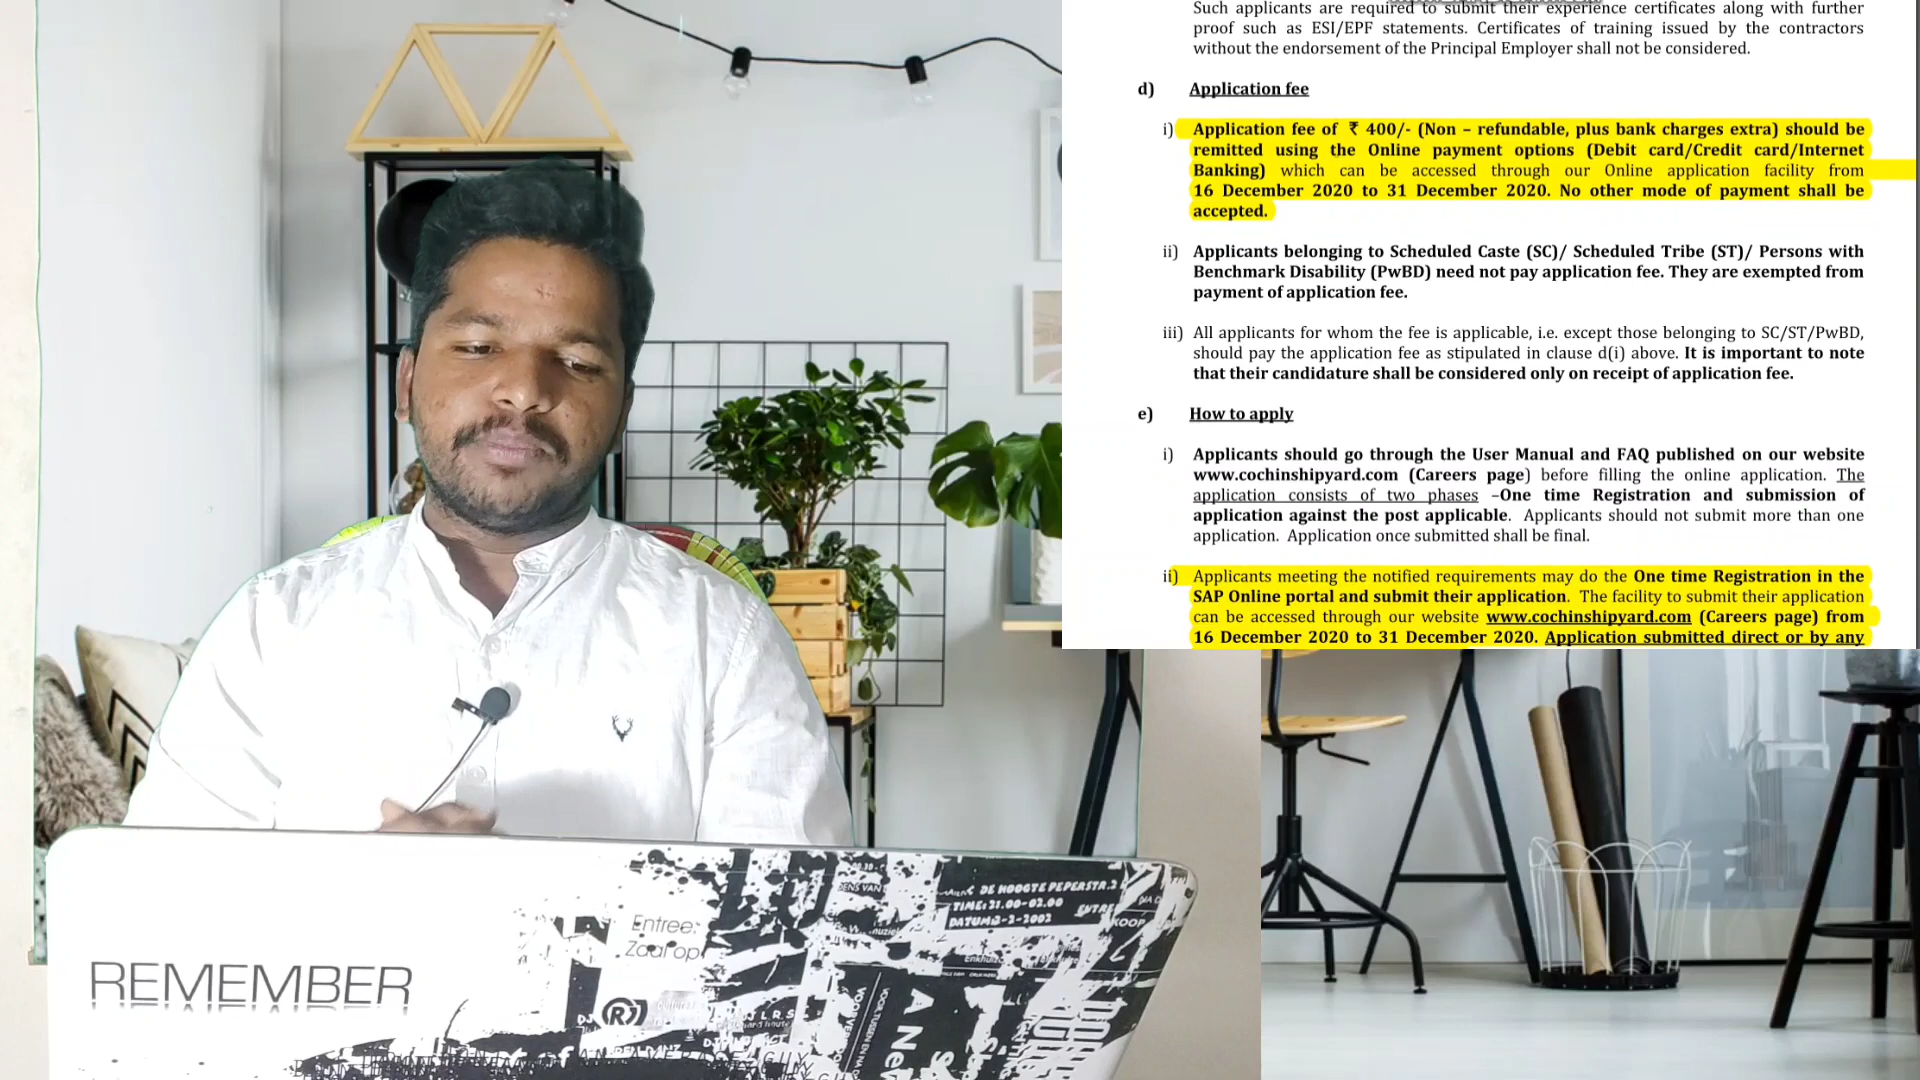 Such applicants are required to submit their experience certificates along with further
proof such as ESI/EPF statements. Certificates of training issued by the contractors
without the endorsement of the Principal Employer shall not be considered.
d) Application fee
i) Application fee of ₹ 400/- (Non – refundable, plus bank charges extra) should be
remitted using the Online payment options (Debit card/Credit card/Internet
Banking) which can be accessed through our Online application facility from
16 December 2020 to 31 December 2020. No other mode of payment shall be
accepted.
ii) Applicants belonging to Scheduled Caste (SC)/ Scheduled Tribe (ST)/ Persons with
Benchmark Disability (PwBD) need not pay application fee. They are exempted from
payment of application fee.
iii) All applicants for whom the fee is applicable, i.e. except those belonging to SC/ST/PwBD,
should pay the application fee as stipulated in clause d(i) above. It is important to note
that their candidature shall be considered only on receipt of application fee.
e) How to apply
i) Applicants should go through the User Manual and FAQ published on our website
www.cochinshipyard.com (Careers page) before filling the online application. The
application consists of two phases –One time Registration and submission of
application against the post applicable. Applicants should not submit more than one
application. Application once submitted shall be final.
ii) Applicants meeting the notified requirements may do the One time Registration in the
SAP Online portal and submit their application. The facility to submit their application
can be accessed through our website www.cochinshipyard.com (Careers page) from
16 December 2020 to 31 December 2020. Application submitted direct or by any
REMEMBER
Entree:
Zaal op
DE HOOGTE PEPERSTR.2
TIME: 21.00-02.00
DATUM:2-2-2002
ENTRE
KOOP
A New